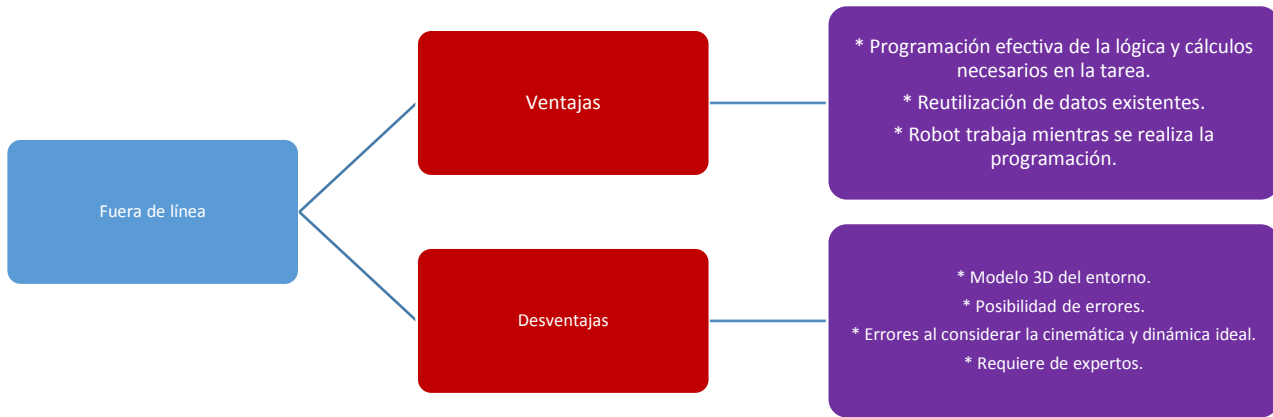 Fuera de línea
Ventajas
* Programación efectiva de la lógica y cálculos
necesarios en la tarea.
* Reutilización de datos existentes.
* Robot trabaja mientras se realiza la
programación.
Desventajas
* Modelo 3D del entorno.
* Posibilidad de errores.
* Errores al considerar la cinemática y dinámica ideal.
* Requiere de expertos.